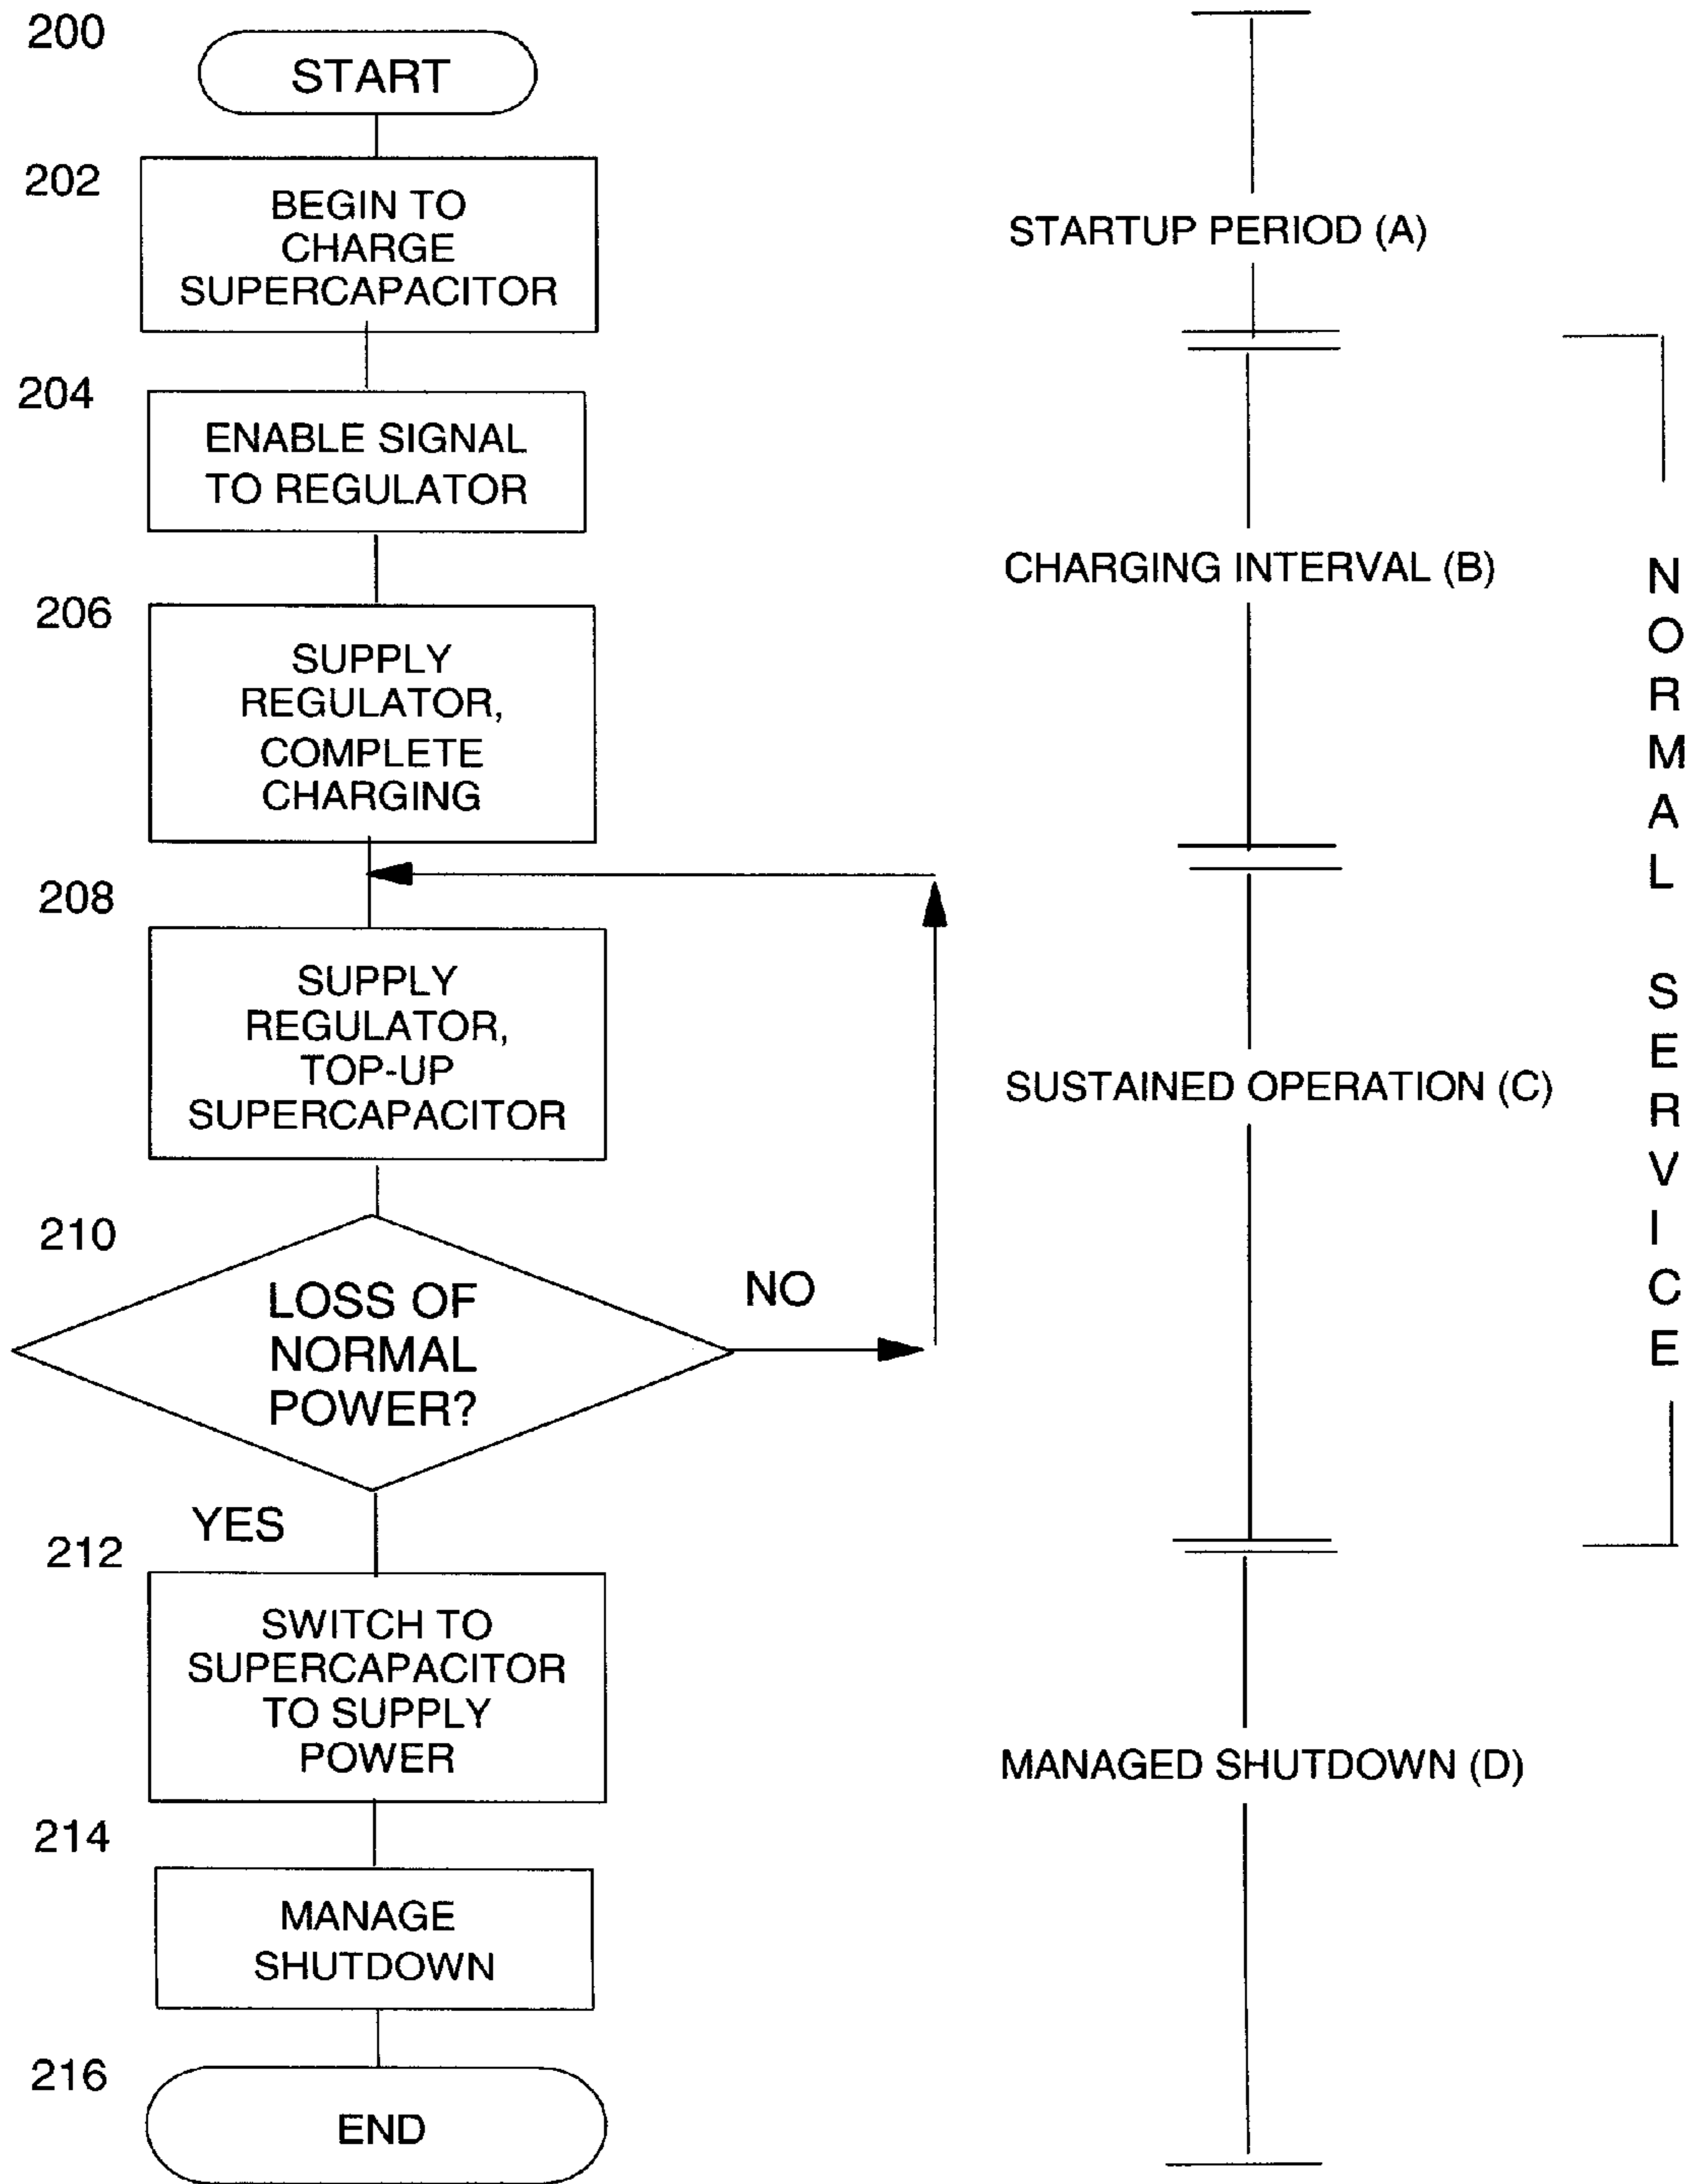 200
START
202
BEGIN TO
CHARGE
SUPERCAPACITOR
204
ENABLE SIGNAL
TO REGULATOR
206
SUPPLY
REGULATOR,
COMPLETE
CHARGING
208
SUPPLY
REGULATOR,
TOP-UP
SUPERCAPACITOR
210
LOSS OF
NORMAL
POWER?
NO
YES
212
SWITCH TO
SUPERCAPACITOR
TO SUPPLY
POWER
214
MANAGE
SHUTDOWN
216
END
STARTUP PERIOD (A)
CHARGING INTERVAL (B)
SUSTAINED OPERATION (C)
MANAGED SHUTDOWN (D)
NORMAL SERVICE